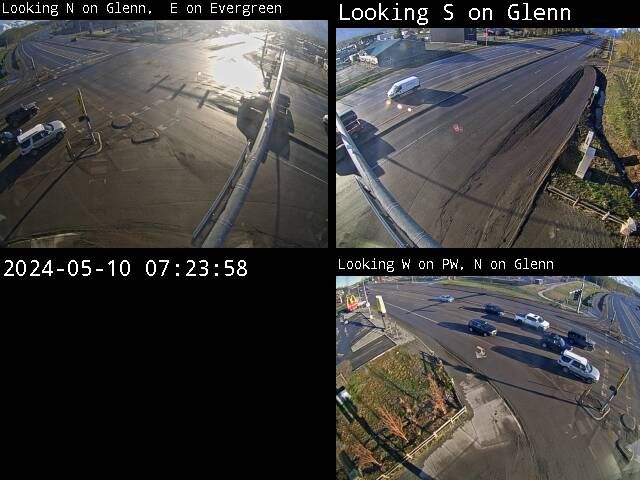 Looking N on Glenn,  E on Evergreen
Looking S on Glenn
2024-05-10 07:23:58
Looking W on PW, N on Glenn